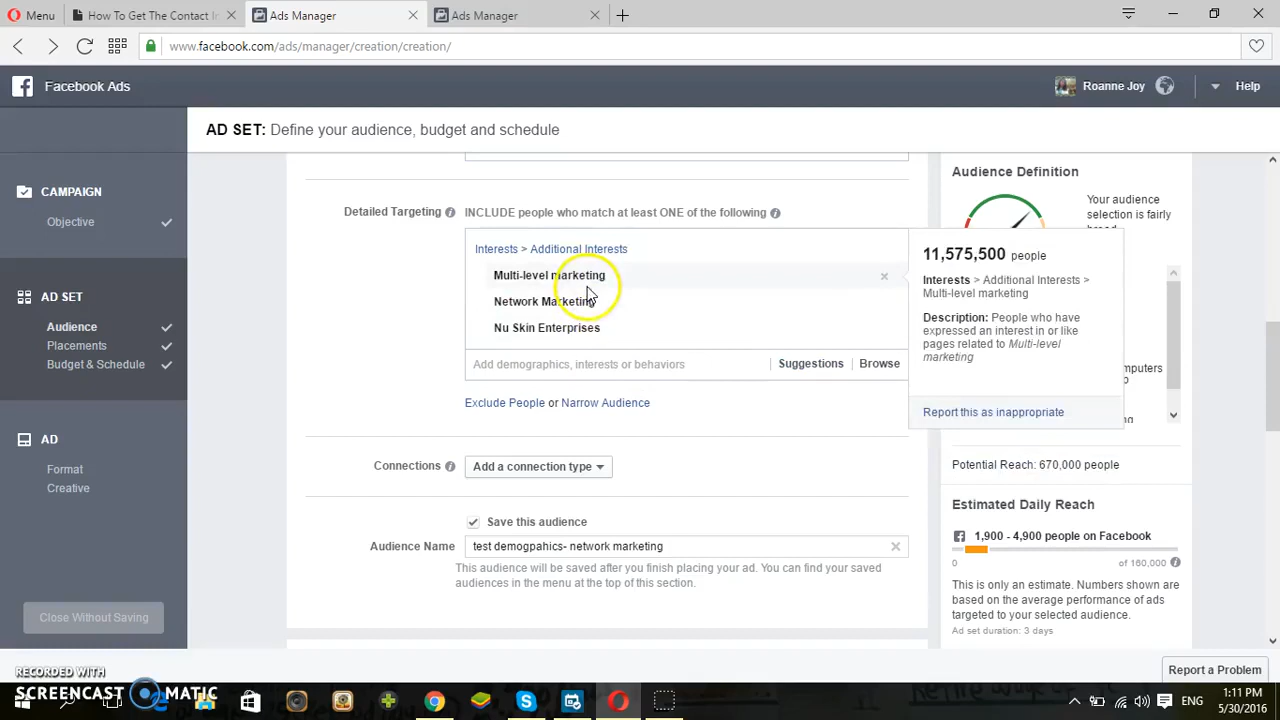 Menu
How To Get The Contact In
Ads Manager
Ads Manager
www.facebook.com/ads/manager/creation/creation/
Facebook Ads
Roanne Joy
Help
AD SET: Define your audience, budget and schedule
CAMPAIGN
Objective
AD SET
Audience
Placements
Budget & Schedule
AD
Format
Creative
Close Without Saving
Detailed Targeting
INCLUDE people who match at least ONE of the following
Interests > Additional Interests
Multi-level marketing
Network Marketing
Nu Skin Enterprises
Add demographics, interests or behaviors
Suggestions
Browse
Exclude People or Narrow Audience
Connections
Add a connection type
Save this audience
Audience Name
test demogpahics- network marketing
This audience will be saved after you finish placing your ad. You can find your saved
audiences in the menu at the top of this section.
Audience Definition
Your audience
selection is fairly
11,575,500 people
Interests > Additional Interests >
Multi-level marketing
Description: People who have
expressed an interest in or like
pages related to Multi-level
marketing
Report this as inappropriate
Potential Reach: 670,000 people
Estimated Daily Reach
1,900 - 4,900 people on Facebook
0
of 160,000
This is only an estimate. Numbers shown are
based on the average performance of ads
targeted to your selected audience.
Ad set duration: 3 days
Report a Problem
RECORDED WITH
SCREENCAST MATIC
ENG
1:11 PM
5/30/2016